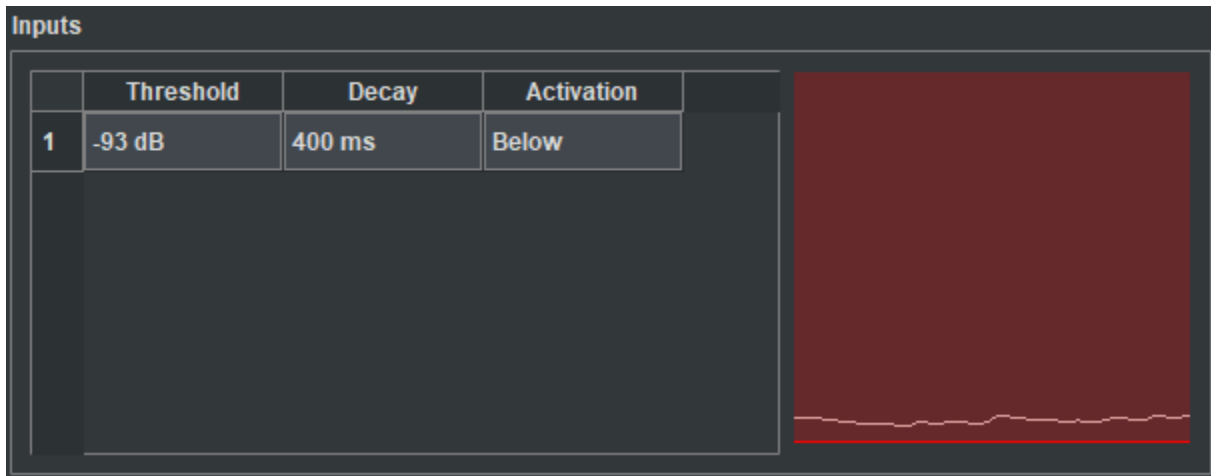 Inputs
Threshold Decay Activation
1 -93 dB 400 ms Below